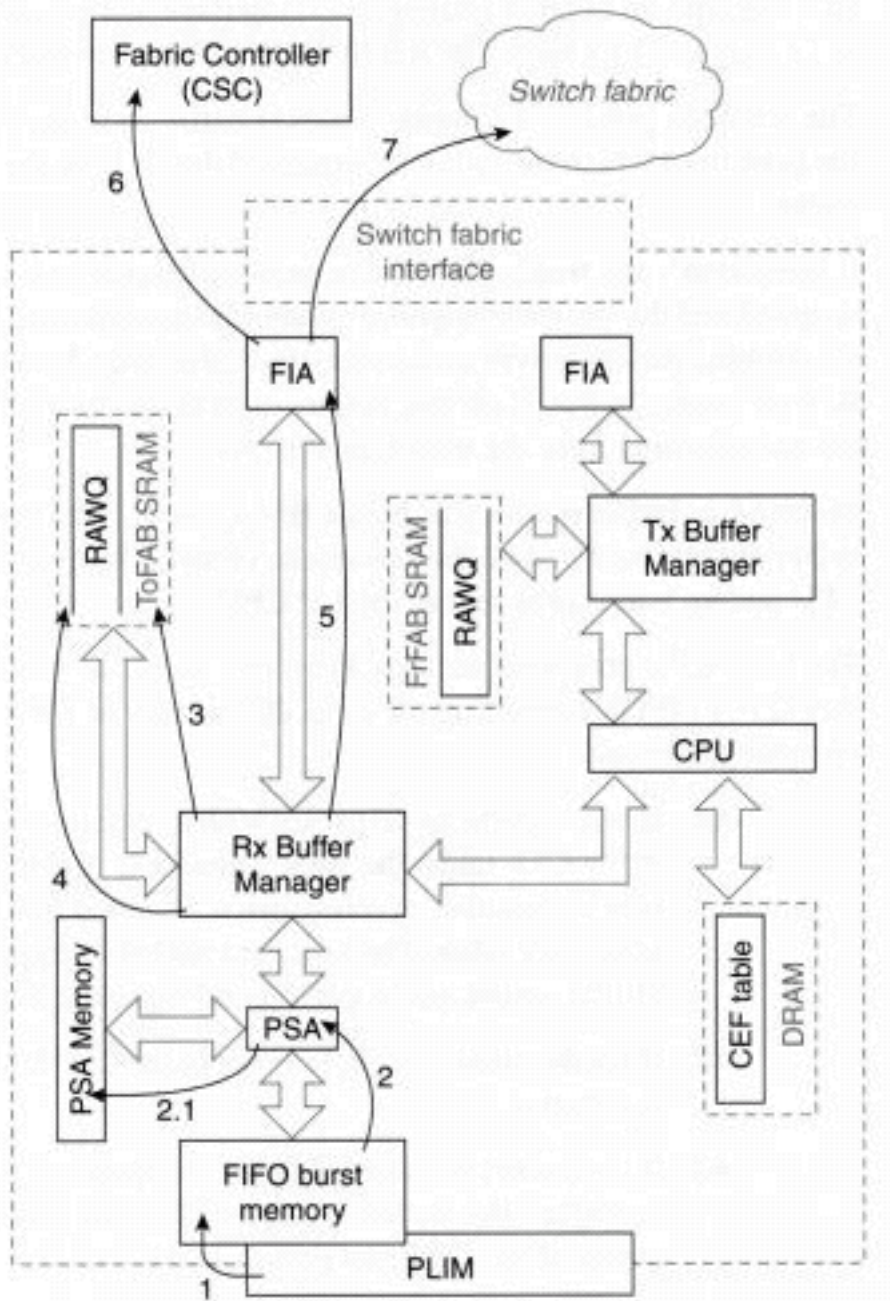 Fabric Controller
(CSC)
Switch fabric
7
6
Switch fabric
interface
FIA
FIA
RAWQ
ToFAB SRAM
5
FrFAB SRAM
RAWQ
Tx Buffer
Manager
3
CPU
Rx Buffer
Manager
4
PSA Memory
PSA
CEF table
DRAM
2
2.1
FIFO burst
memory
PLIM
1